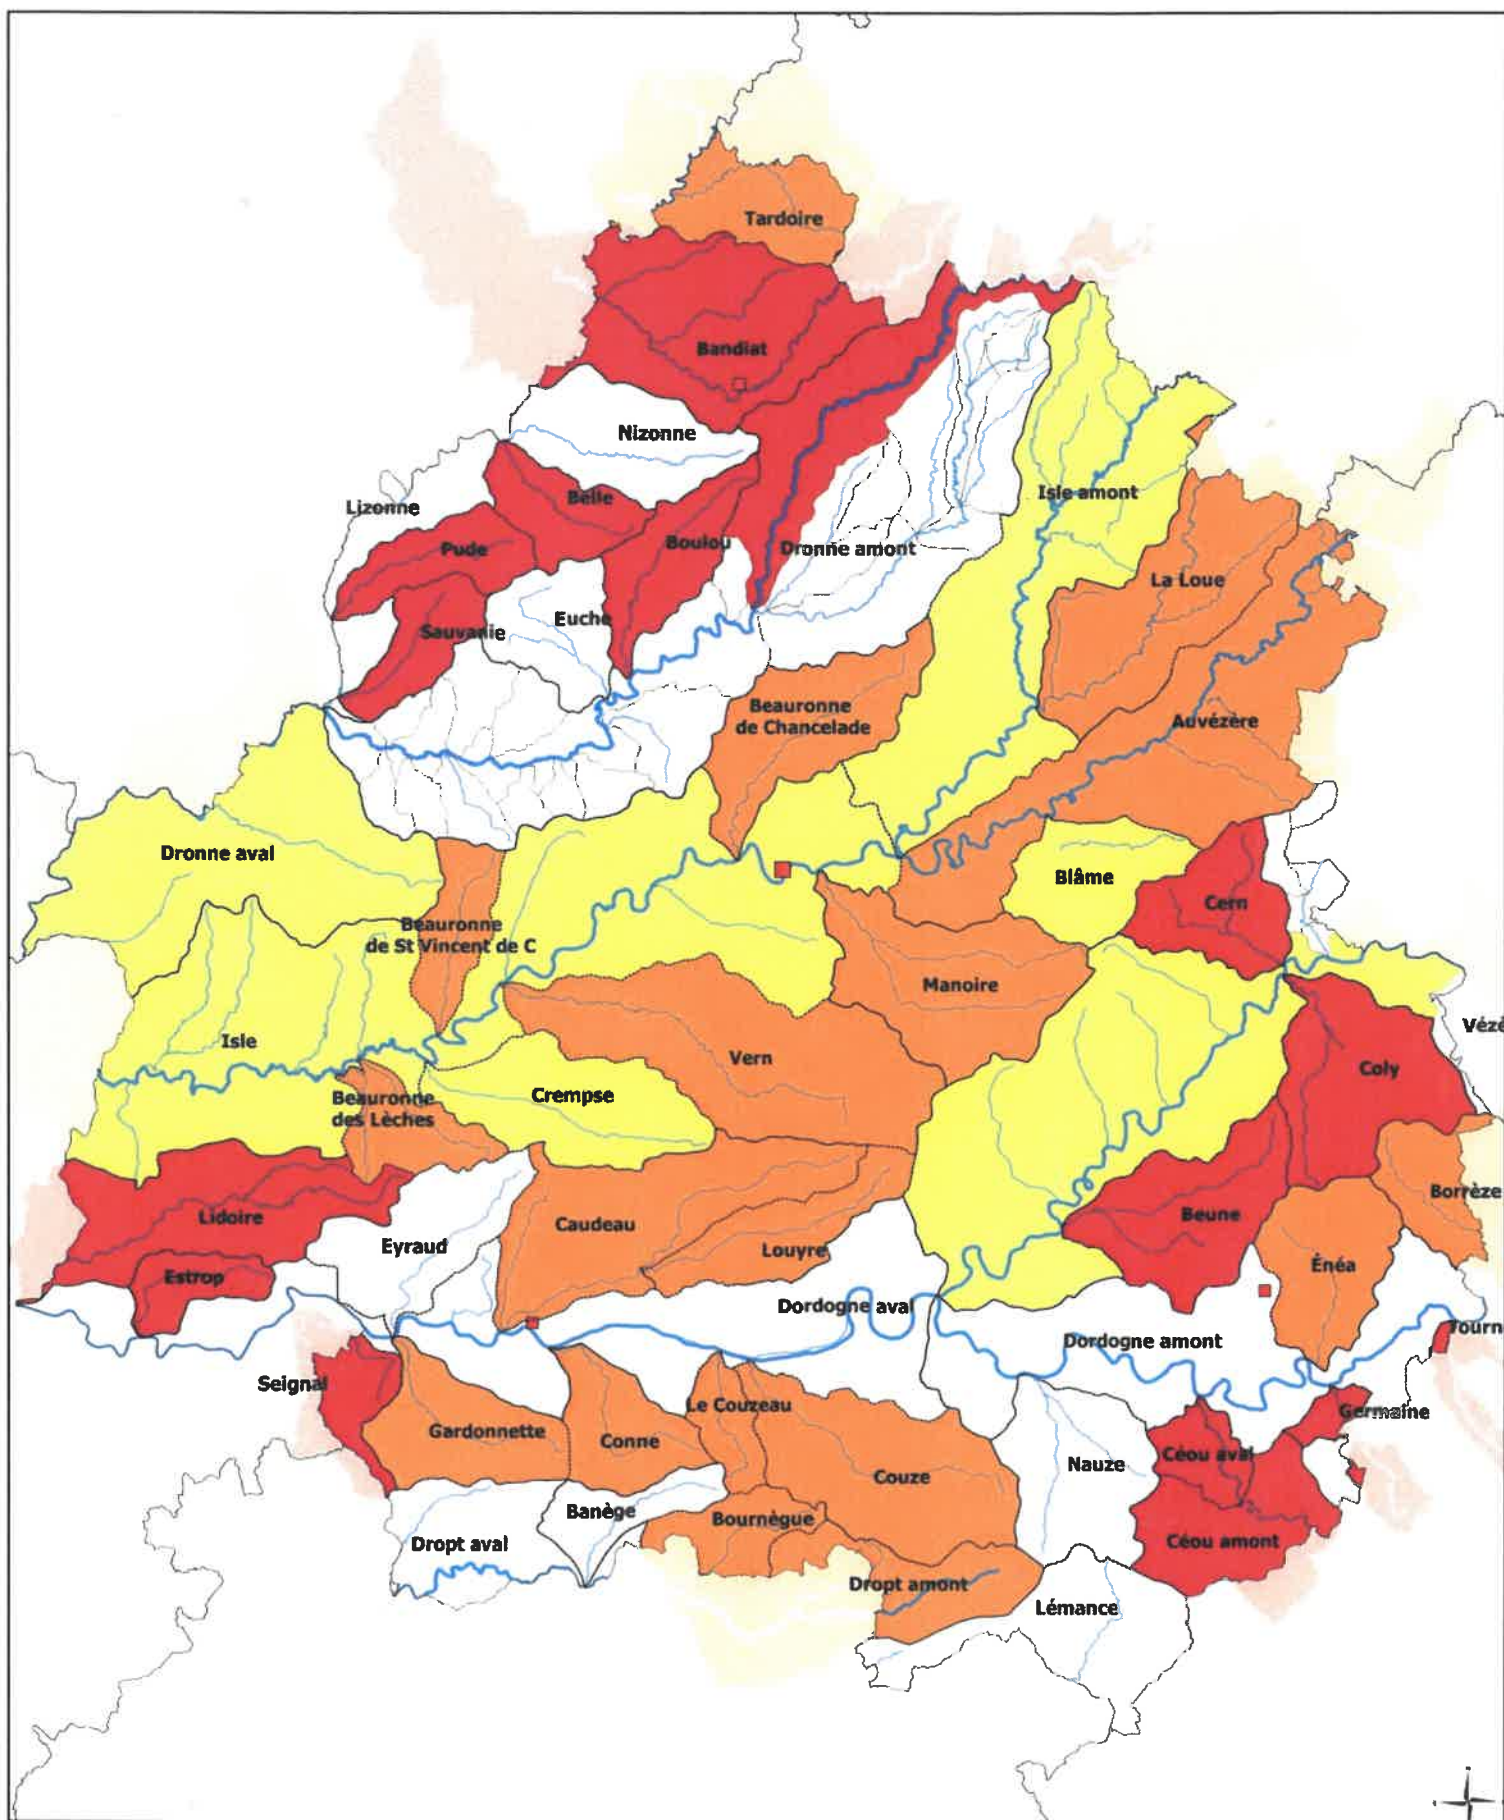 Tardoire
Bandiat
Nizonne
Isle amont
Belle
Lizonne
Boulou
Pude
Dronne amont
La Loue
Euche
Sauvanie
Beauronne
de Chancelade
Auvézère
Dronne aval
Blâme
Cern
Beauronne
de St Vincent de C
Manoire
Vézé
Isle
Vern
Coly
Crempse
Beauronne
des Lèches
Borrèze
Beune
Lidoire
Caudeau
Eyraud
Louyre
Énéa
Estrop
Dordogne aval
Tourn
Dordogne amont
Seignal
Le Couzeau
Germaine
Gardonnette
Conne
Céou aval
Nauze
Couze
Banège
Bournègue
Dropt aval
Céou amont
Dropt amont
Lémance